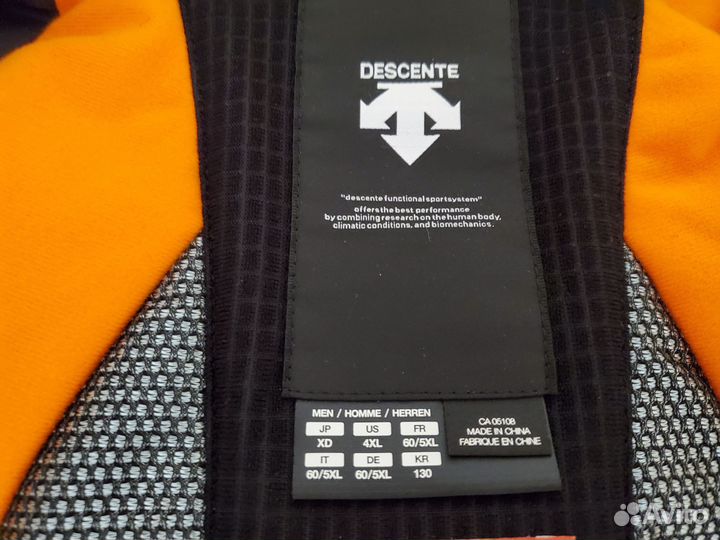 DESCENTE
"descente functional sportsystem"
offers the best performance
by combining research on the human body,
climatic conditions, and biomechanics.
MEN / HOMME / HERREN
JP US FR
XD 4XL 60/5XL
IT DE KR
60/5XL 60/5XL 130
CA 05108
MADE IN CHINA
FABRIQUE EN CHINE
Avito